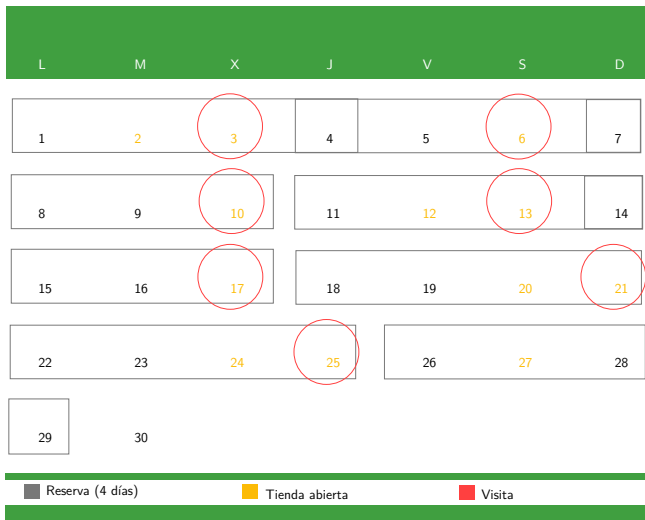 L M X J V S D
1 2 3 4 5 6 7
8 9 10 11 12 13 14
15 16 17 18 19 20 21
22 23 24 25 26 27 28
29 30
Reserva (4 días) Tienda abierta Visita